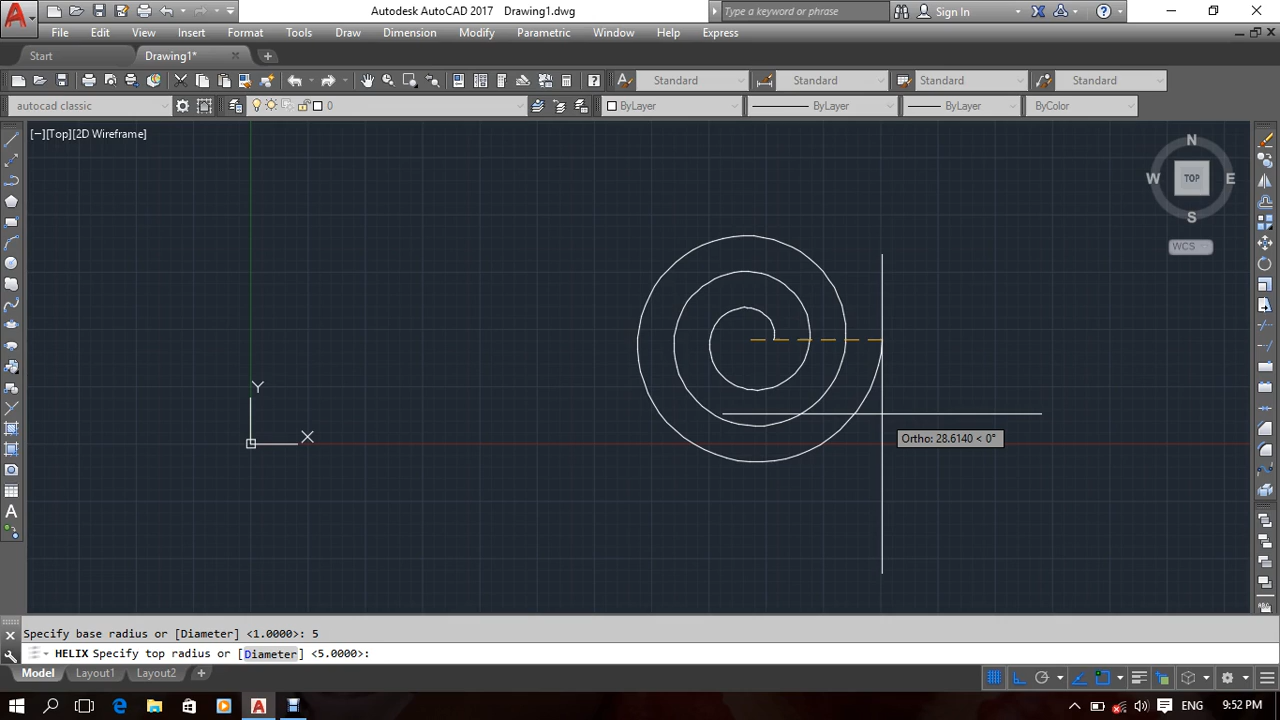 Autodesk AutoCAD 2017 Drawing1.dwg Type a keyword or phrase Sign In
File Edit View Insert Format Tools Draw Dimension Modify Parametric Window Help Express
Start Drawing1*
Standard Standard Standard Standard
autocad classic 0 ByLayer ByLayer ByLayer ByColor
[−][Top][2D Wireframe]
N
W TOP E
S
WCS
Y
X
Ortho: 28.6140 < 0°
A
Specify base radius or [Diameter] <1.0000>: 5
HELIX Specify top radius or [Diameter] <5.0000>:
Model Layout1 Layout2
ENG 9:52 PM